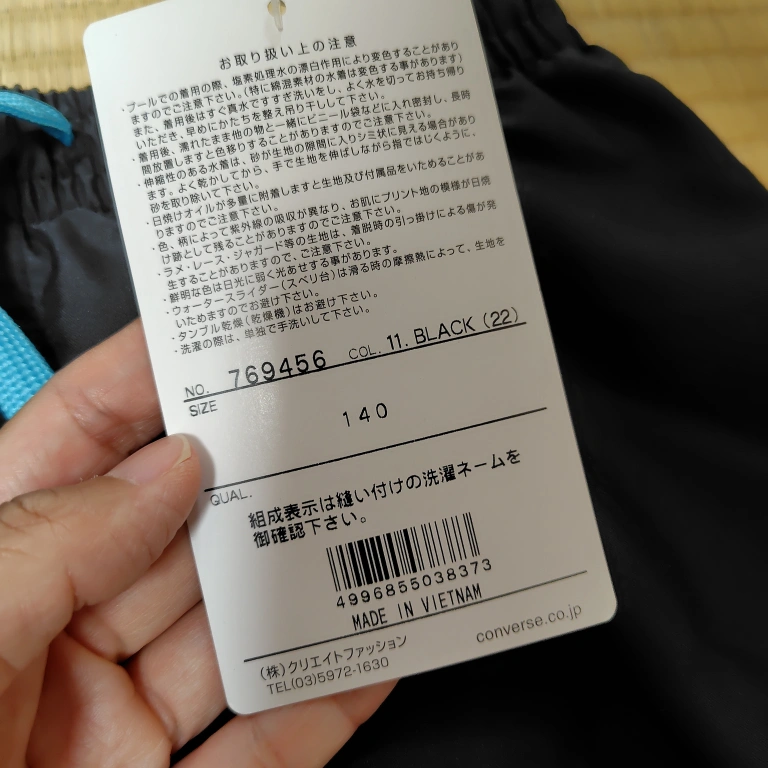 お取り扱い上の注意
・プールでの着用の際、塩素処理水の漂白作用により変色することがあり
ますのでご注意下さい。(特に綿混素材の水着は変色する事があります)
また、着用後はすぐ真水ですすぎ洗いをし、よく水を切ってお持ち帰り
いただき、早めにかたちを整え吊り干しして下さい。
・着用後、濡れたまま他の物と一緒にビニール袋などに入れ密封し、長時
間放置しますと色移りすることがありますのでご注意下さい。
・伸縮性のある水着は、砂が生地の隙間に入りシミ状に見える場合があり
ます。よく乾かしてから、手で生地を伸ばしながら指ではじくように、
砂を取り除いて下さい。
・日焼けオイルが多量に附着しますと生地及び付属品をいためることがあ
りますのでご注意下さい。
・色、柄によって紫外線の吸収が異なり、お肌にプリント地の模様が日焼
け跡として残ることがありますのでご注意下さい。
・ラメ・レース・ジャガード等の生地は、着脱時の引っ掛けによる傷が発
生することがありますので、ご注意下さい。
・鮮明な色は日光に弱く光あせする事があります。
・ウォータースライダー(スベリ台)は滑る時の摩擦熱によって、生地を
いためますのでお避け下さい。
・タンブル乾燥(乾燥機)はお避け下さい。
・洗濯の際は、単独で手洗いして下さい。
NO. 769456 COL. 11. BLACK (22)
SIZE
140
QUAL.
組成表示は縫い付けの洗濯ネームを
御確認下さい。
4996855038373
MADE IN VIETNAM
(株)クリエイトファッション converse.co.jp
TEL(03)5972-1630